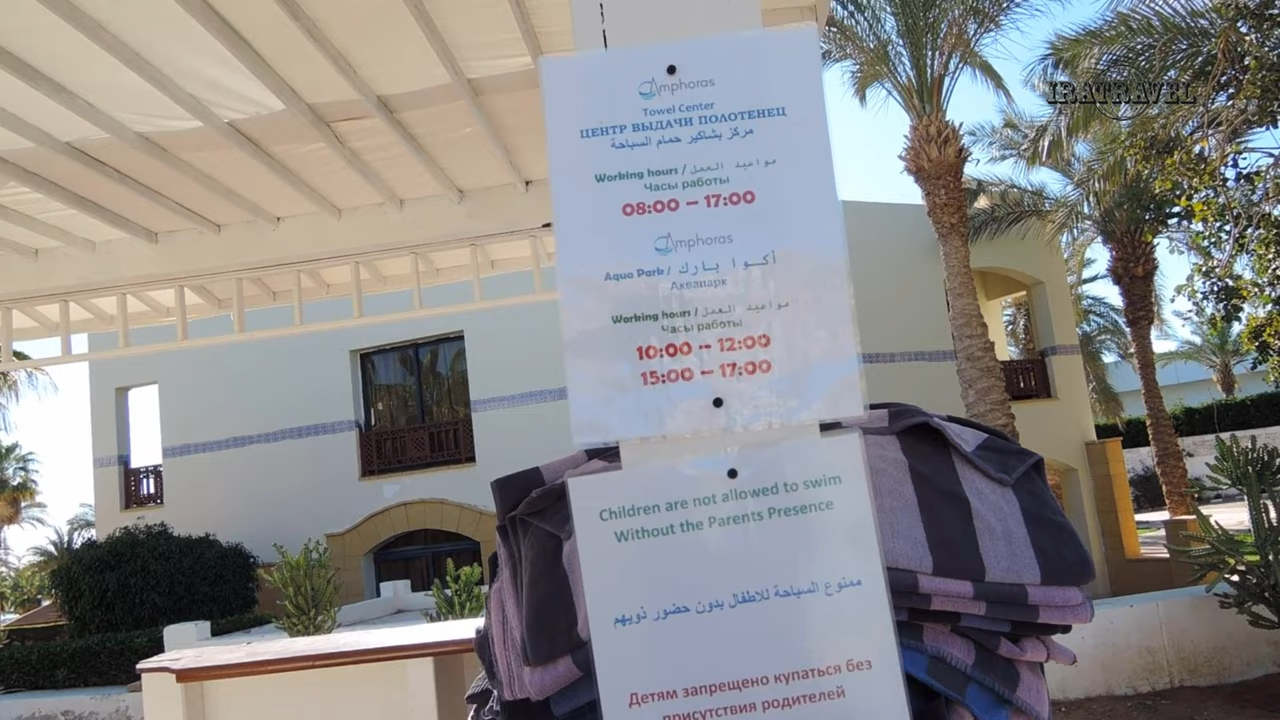 IRATRAVEL
Amphoras
Towel Center
ЦЕНТР ВЫДАЧИ ПОЛОТЕНЕЦ
مركز بشاكير حمام السباحة
Working hours / مواعيد العمل
Часы работы
08:00 – 17:00
Amphoras
Aqua Park / أكوا بارك
Аквапарк
Working hours / مواعيد العمل
Часы работы
10:00 – 12:00
15:00 – 17:00
Children are not allowed to swim
Without the Parents Presence
ممنوع السباحة للاطفال بدون حضور ذويهم
Детям запрещено купаться без
присутствия родителей